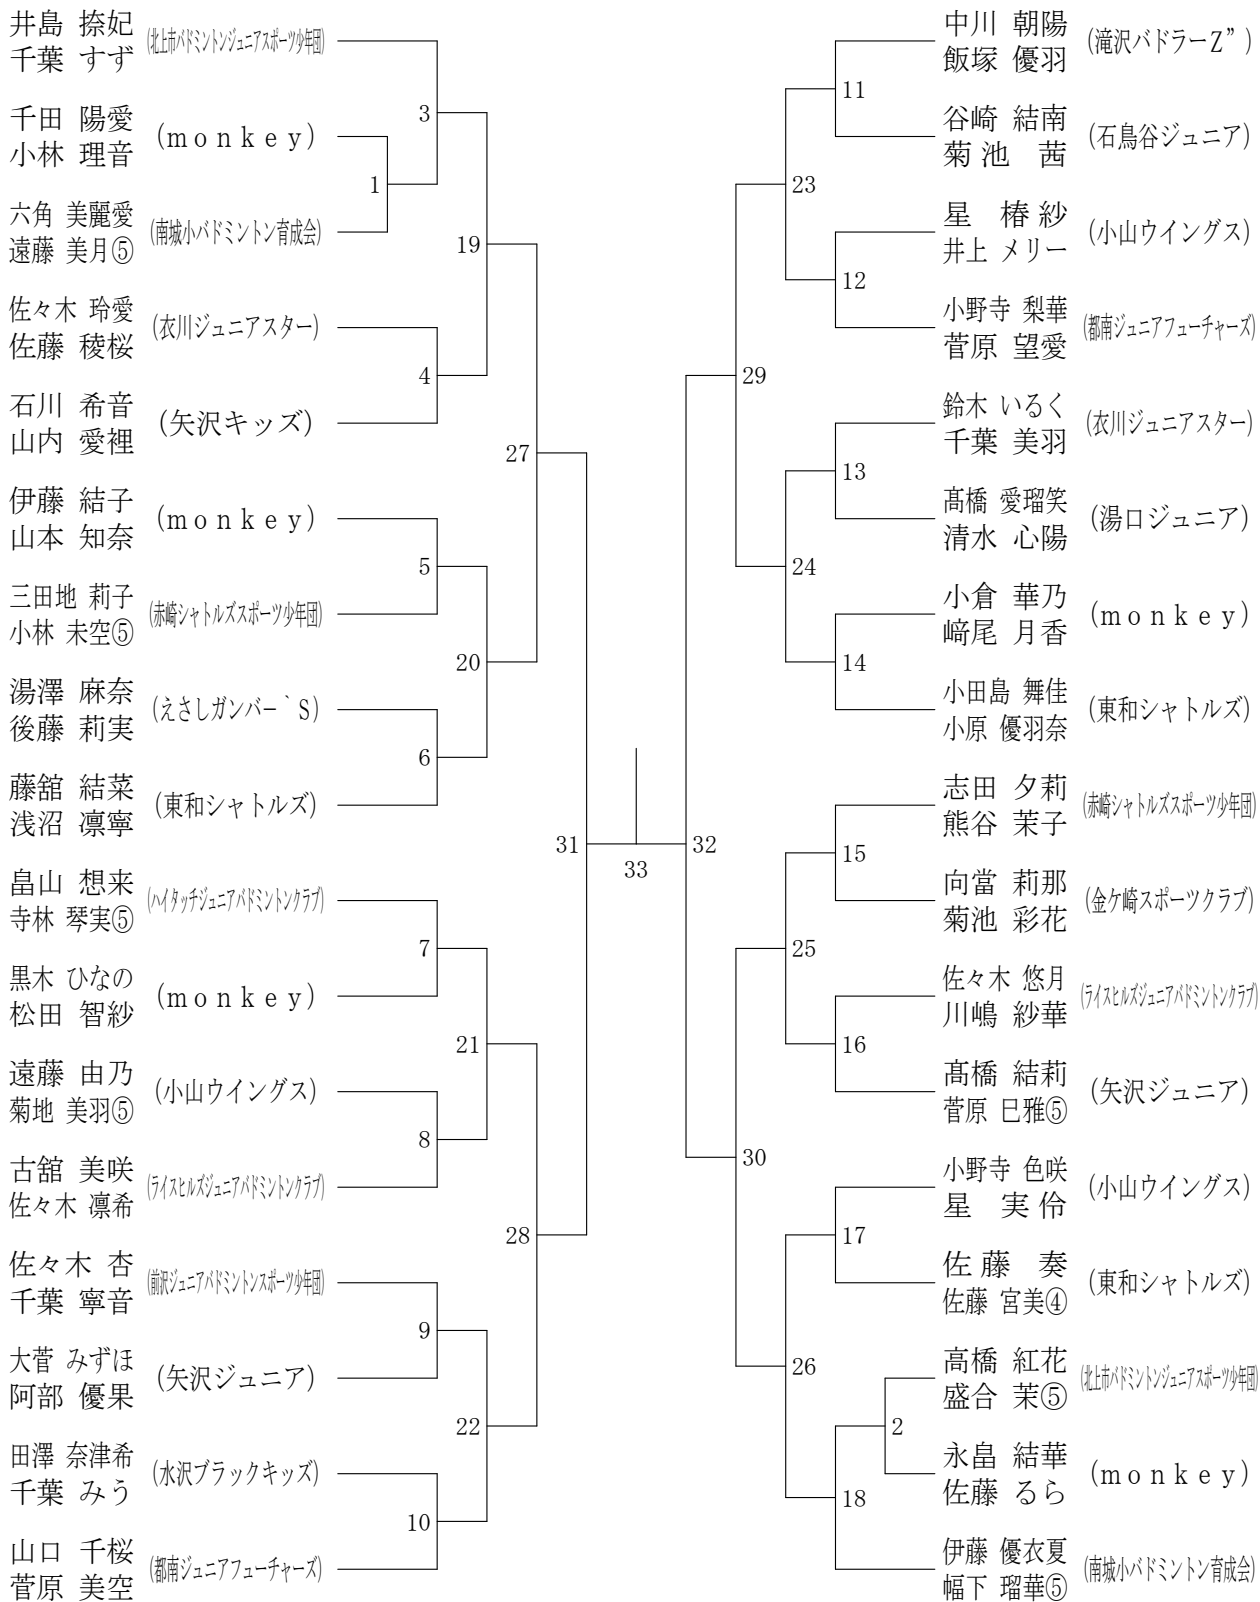 井島 捺妃
千葉 すず
(北上市バドミントンジュニアスポーツ少年団)
千田 陽愛
小林 理音
(monkey)
六角 美麗愛
遠藤 美月⑤
(南城小バドミントン育成会)
佐々木 玲愛
佐藤 稜桜
(衣川ジュニアスター)
石川 希音
山内 愛裡
(矢沢キッズ)
伊藤 結子
山本 知奈
(monkey)
三田地 莉子
小林 未空⑤
(赤崎シャトルズスポーツ少年団)
湯澤 麻奈
後藤 莉実
(えさしガンバー｀S)
藤舘 結菜
浅沼 凛寧
(東和シャトルズ)
畠山 想来
寺林 琴実⑤
(ハイタッチジュニアバドミントンクラブ)
黒木 ひなの
松田 智紗
(monkey)
遠藤 由乃
菊地 美羽⑤
(小山ウイングス)
古舘 美咲
佐々木 凛希
(ライスヒルズジュニアバドミントンクラブ)
佐々木 杏
千葉 寧音
(前沢ジュニアバドミントンスポーツ少年団)
大菅 みずほ
阿部 優果
(矢沢ジュニア)
田澤 奈津希
千葉 みう
(水沢ブラックキッズ)
山口 千桜
菅原 美空
(都南ジュニアフューチャーズ)
3
1
19
4
27
5
20
6
31
7
21
8
28
9
22
10
33
32
中川 朝陽
飯塚 優羽
(滝沢バドラーZ”)
谷崎 結南
菊池 茜
(石鳥谷ジュニア)
星 椿紗
井上 メリー
(小山ウイングス)
小野寺 梨華
菅原 望愛
(都南ジュニアフューチャーズ)
鈴木 いるく
千葉 美羽
(衣川ジュニアスター)
髙橋 愛瑠笑
清水 心陽
(湯口ジュニア)
小倉 華乃
﨑尾 月香
(monkey)
小田島 舞佳
小原 優羽奈
(東和シャトルズ)
志田 夕莉
熊谷 茉子
(赤崎シャトルズスポーツ少年団)
向當 莉那
菊池 彩花
(金ケ崎スポーツクラブ)
佐々木 悠月
川嶋 紗華
(ライスヒルズジュニアバドミントンクラブ)
髙橋 結莉
菅原 巳雅⑤
(矢沢ジュニア)
小野寺 色咲
星 実伶
(小山ウイングス)
佐藤 奏
佐藤 宮美④
(東和シャトルズ)
高橋 紅花
盛合 茉⑤
(北上市バドミントンジュニアスポーツ少年団)
永畠 結華
佐藤 るら
(monkey)
伊藤 優衣夏
幅下 瑠華⑤
(南城小バドミントン育成会)
11
23
12
29
13
24
14
15
25
16
30
17
26
2
18